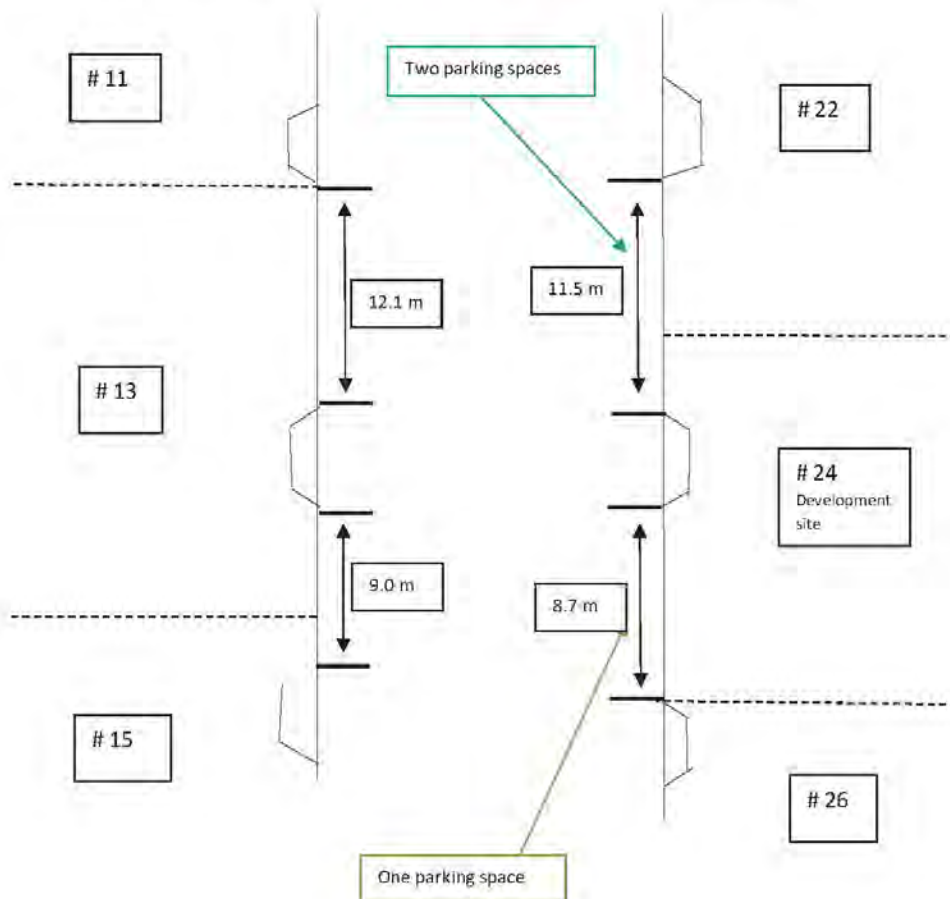 Two parking spaces
# 11
# 22
12.1 m
11.5 m
# 13
# 24
Development
site
9.0 m
8.7 m
# 15
# 26
One parking space